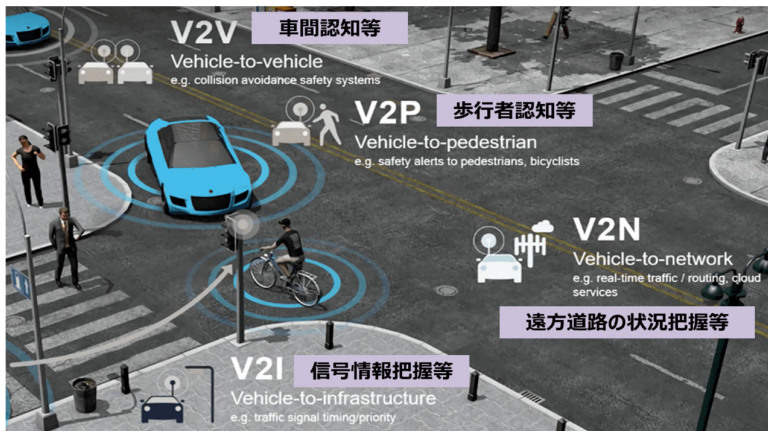 V2V
車間認知等
Vehicle-to-vehicle
e.g. collision avoidance safety systems
V2P
歩行者認知等
Vehicle-to-pedestrian
e.g. safety alerts to pedestrians, bicyclists
V2N
Vehicle-to-network
e.g. real-time traffic / routing, cloud
services
遠方道路の状況把握等
V2I
信号情報把握等
Vehicle-to-infrastructure
e.g. traffic signal timing/priority